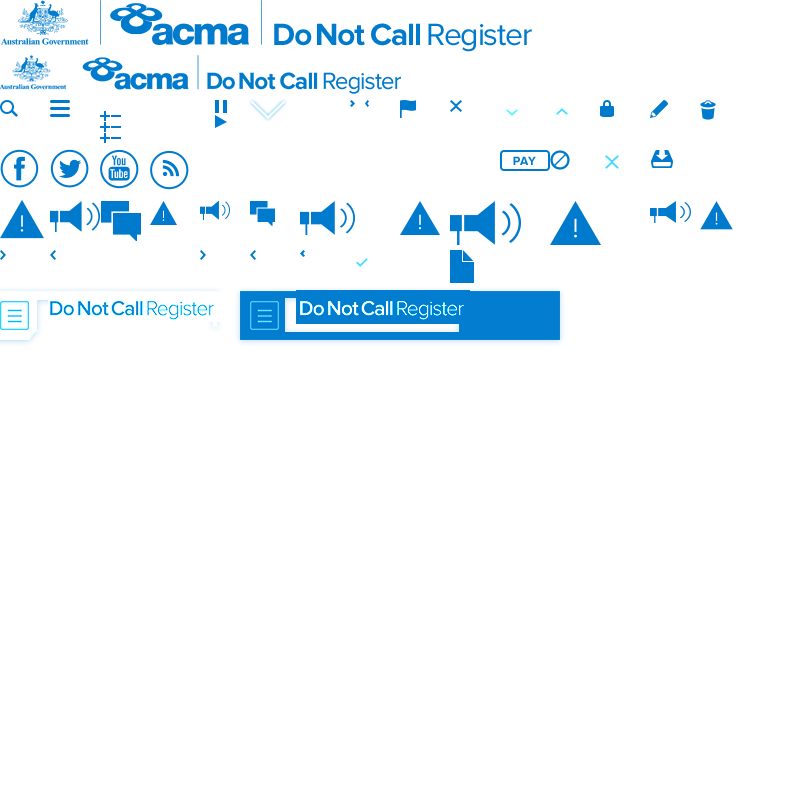 Australian Government acma Do Not Call Register
Australian Government acma Do Not Call Register
You
Tube
PAY
Do Not Call Register
Do Not Call Register